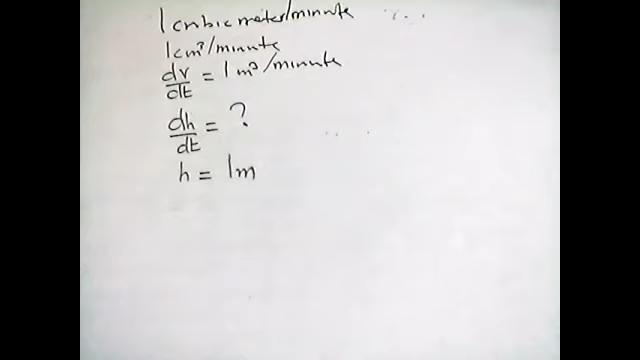 1 cubic meter/minute
1 cm³/minute
dv/dt = 1 m³/minute
dh/dt = ?
h = 1m